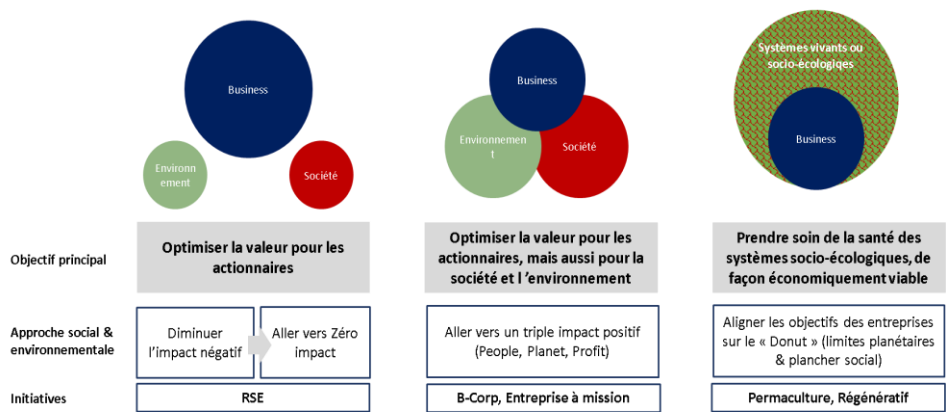 Business
Environn
ement
Société
Business
Environnemen
t
Société
Systèmes vivants ou
socio-écologiqes
Business
Objectif principal
Optimiser la valeur pour les
actionnaires
Optimiser la valeur pour les
actionnaires, mais aussi pour la
société et l ’environnement
Prendre soin de la santé des
systèmes socio-écologiques, de
façon économiquement viable
Approche social &
environnementale
Diminuer
l’impact négatif
Aller vers Zéro
impact
Aller vers un triple impact positif
(People, Planet, Profit)
Aligner les objectifs des entreprises
sur le « Donut » (limites planétaires
& plancher social)
Initiatives
RSE
B-Corp, Entreprise à mission
Permaculture, Régénératif